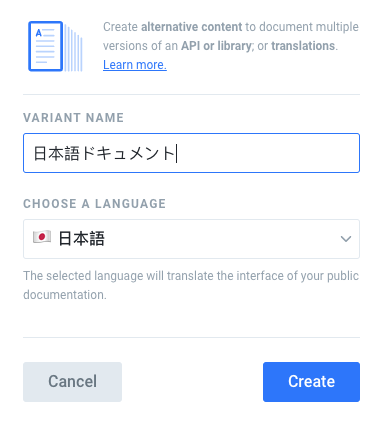 Create alternative content to document multiple
versions of an API or library; or translations.
Learn more.
VARIANT NAME
日本語ドキュメント
CHOOSE A LANGUAGE
日本語
The selected language will translate the interface of your public
documentation.
Cancel
Create